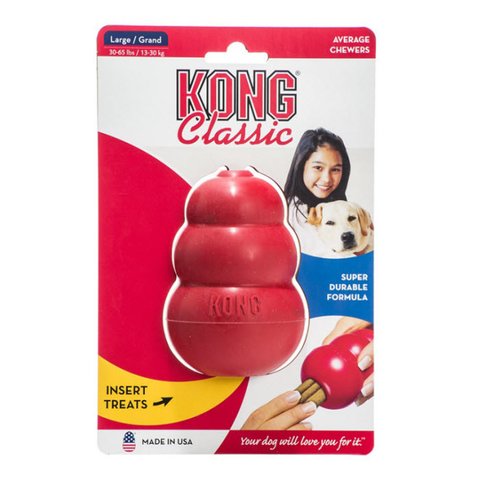 Large / Grand
30-65 lbs / 13-30 kg
AVERAGE
CHEWERS
KONG
Classic
SUPER
DURABLE
FORMULA
KONG
INSERT
TREATS
MADE IN USA
Your dog will love you for it.™